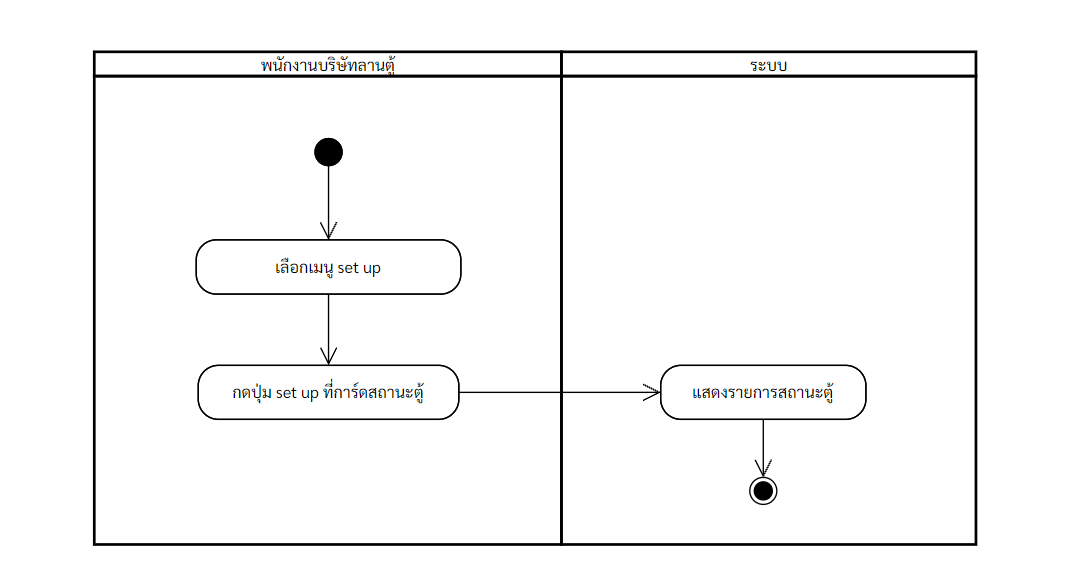 พนักงานบริษัทลานตู้
ระบบ
เลือกเมนู set up
กดปุ่ม set up ที่การ์ดสถานะตู้
แสดงรายการสถานะตู้